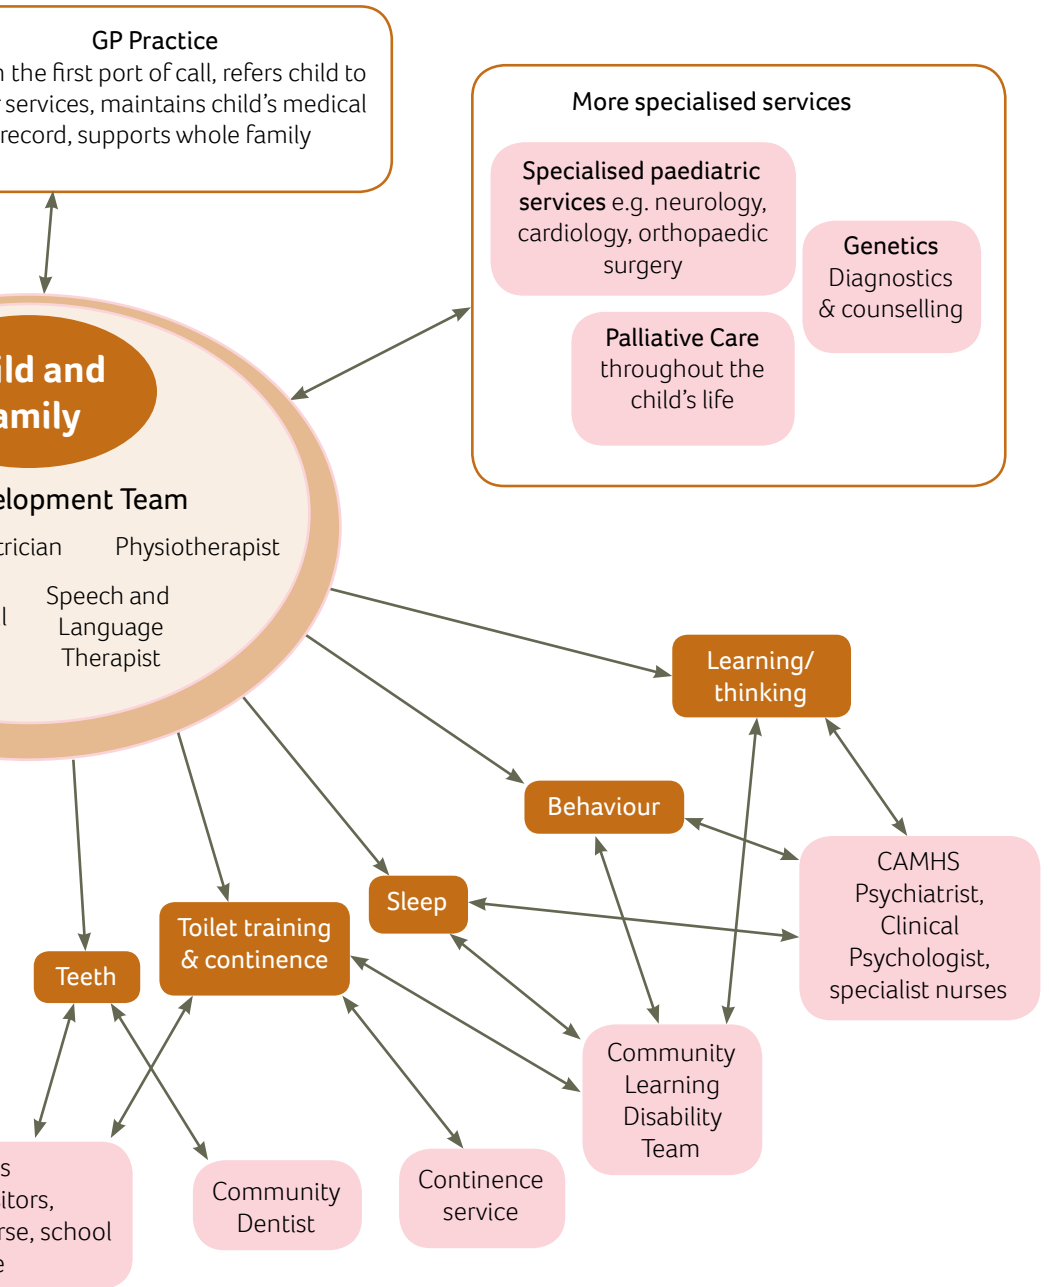 GP Practice
the first port of call, refers child to
services, maintains child's medical
record, supports whole family
More specialised services
Specialised paediatric
services e.g. neurology,
cardiology, orthopaedic
surgery
Genetics
Diagnostics
& counselling
Palliative Care
throughout the
child's life
ild and
amily
elopment Team
trician
Physiotherapist
l
Speech and
Language
Therapist
Learning/
thinking
Behaviour
Sleep
Toilet training
& continence
Teeth
CAMHS
Psychiatrist,
Clinical
Psychologist,
specialist nurses
Community
Learning
Disability
Team
Continence
service
Community
Dentist
s
itors,
rse, school
e